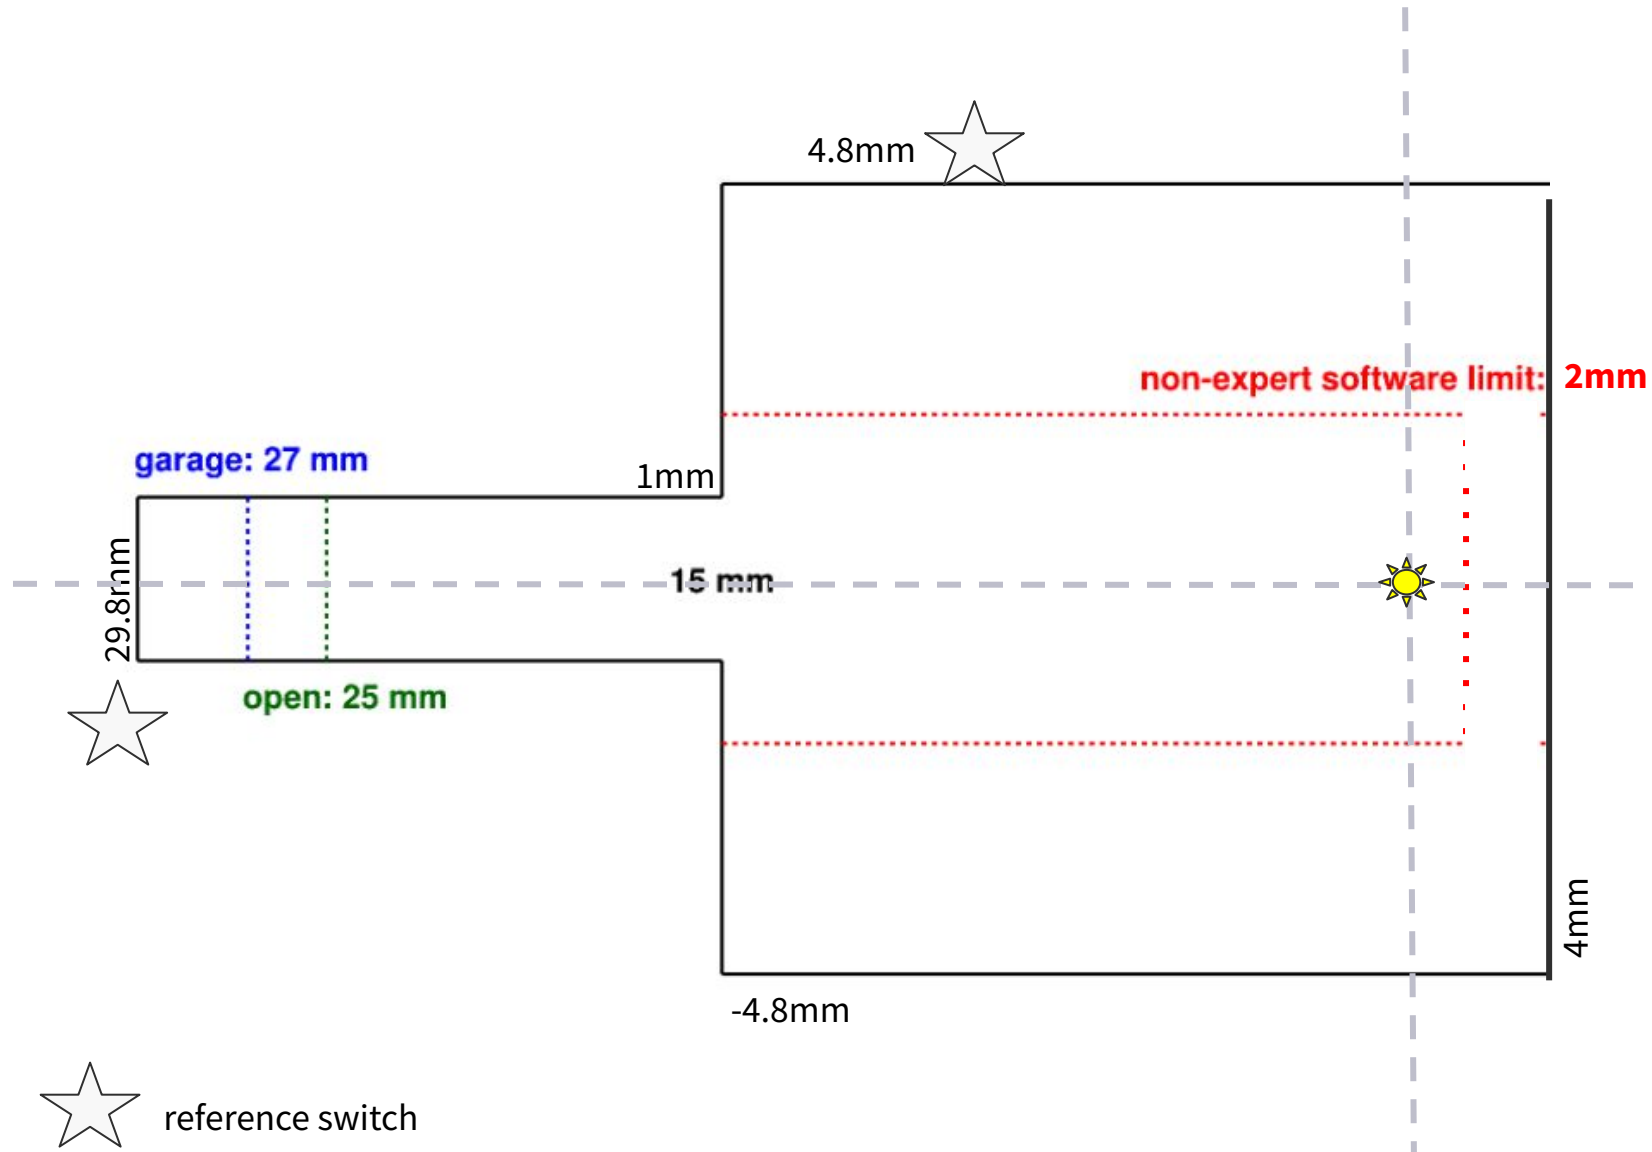 4.8mm
non-expert software limit: 2mm
garage: 27 mm
1mm
29.8mm
15 mm
open: 25 mm
4mm
-4.8mm
reference switch